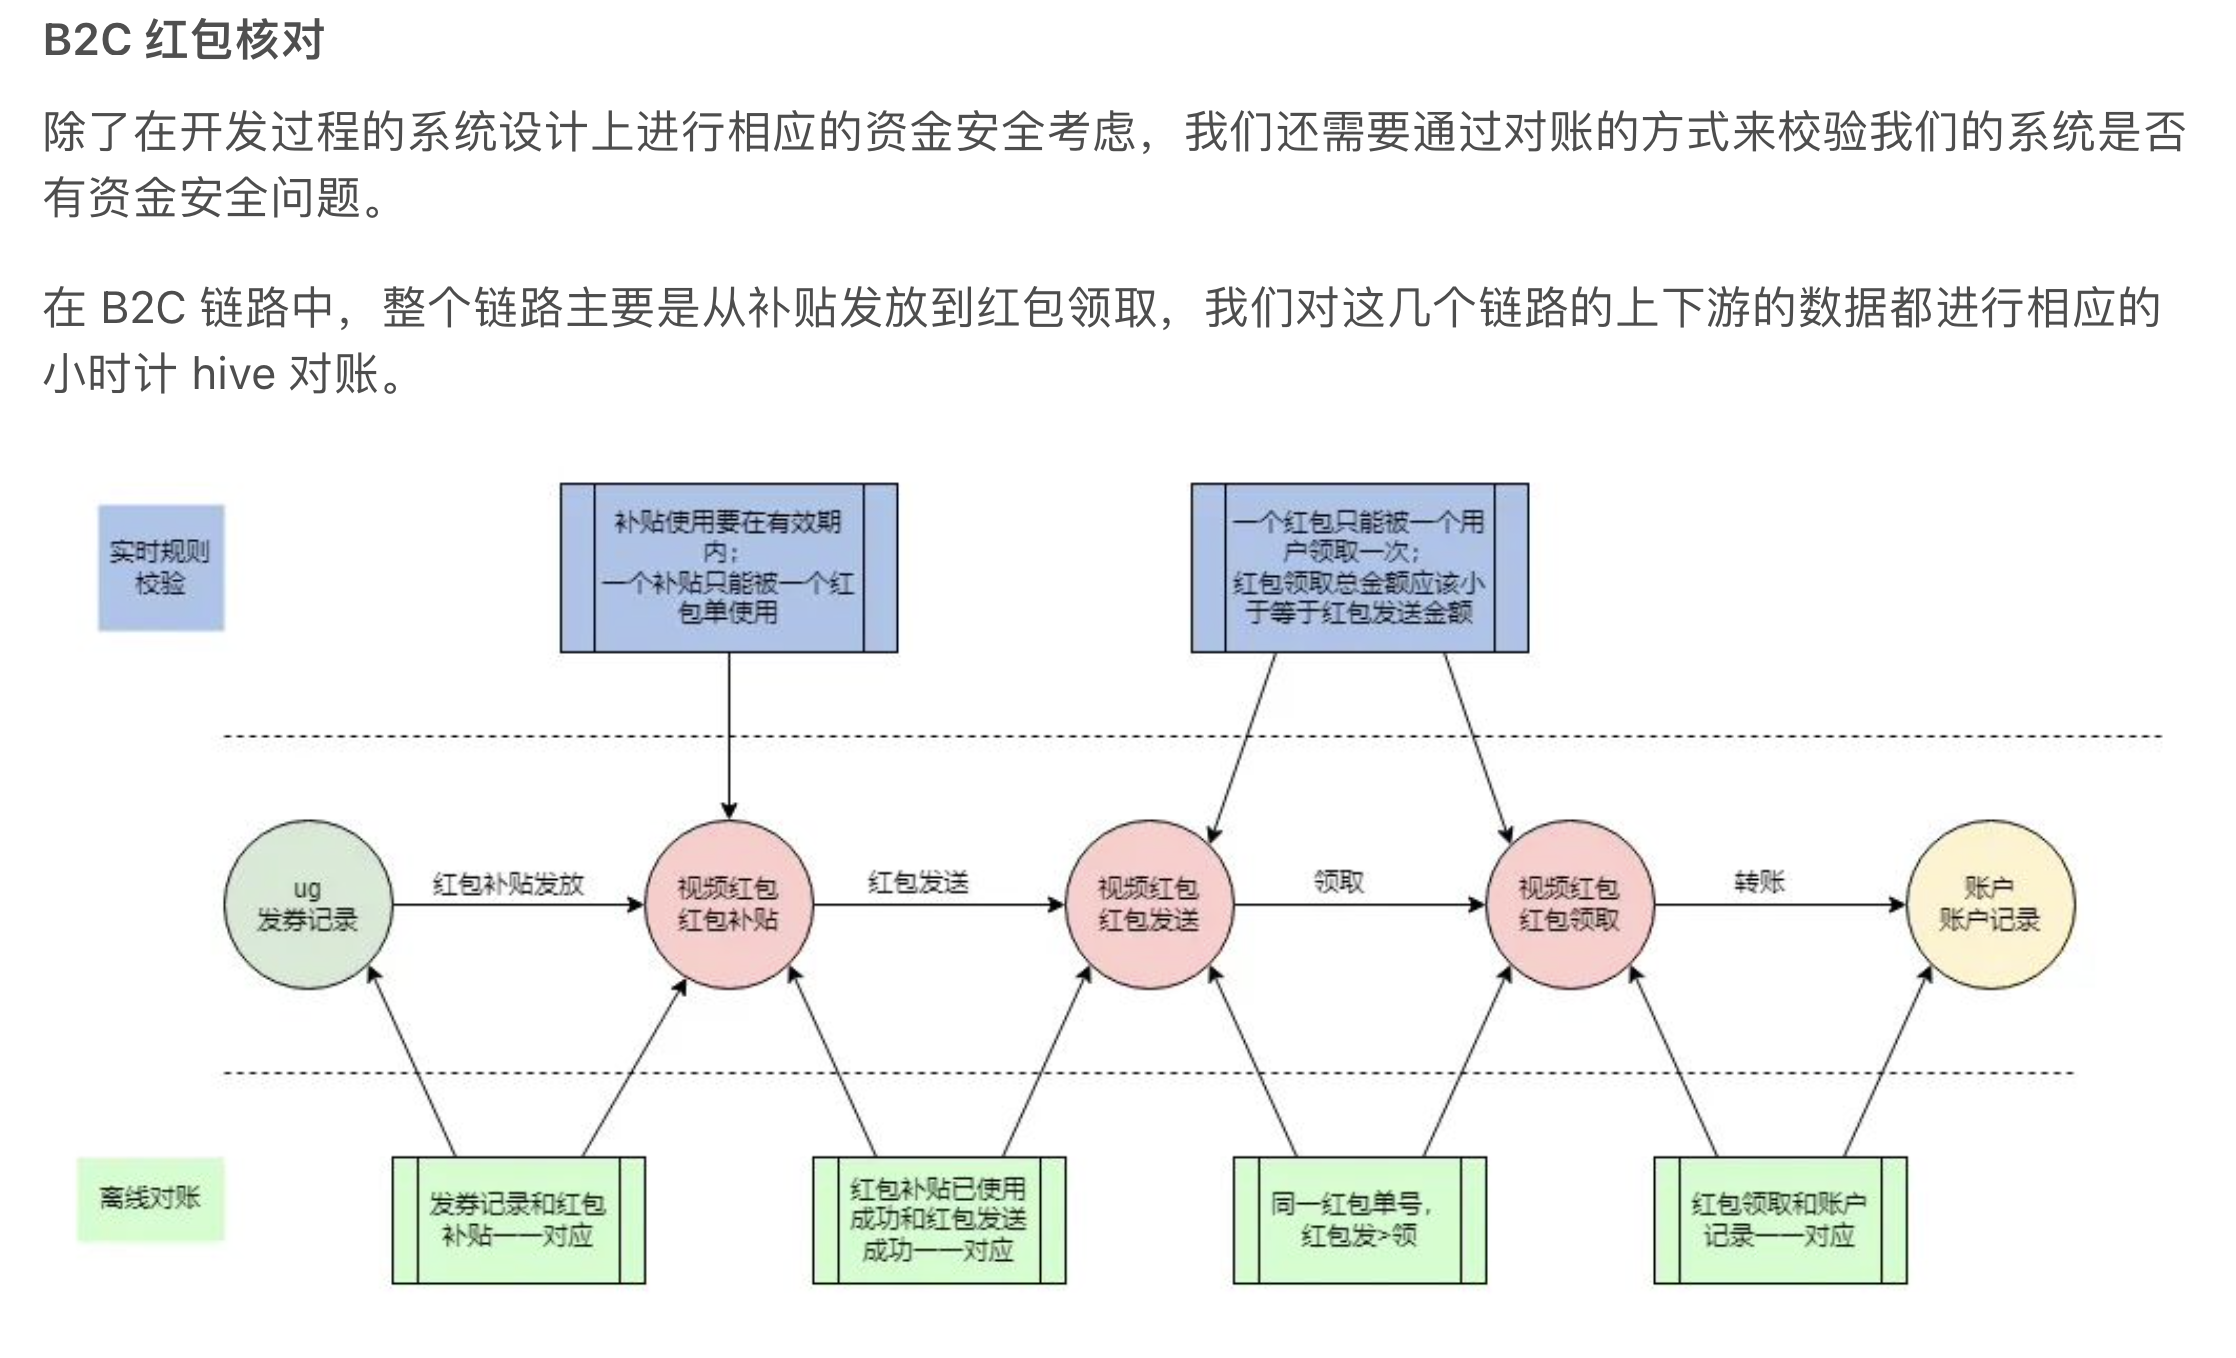 B2C 红包核对
除了在开发过程的系统设计上进行相应的资金安全考虑，我们还需要通过对账的方式来校验我们的系统是否
有资金安全问题。
在 B2C 链路中，整个链路主要是从补贴发放到红包领取，我们对这几个链路的上下游的数据都进行相应的
小时计 hive 对账。
实时规则
校验
补贴使用要在有效期
内；
一个补贴只能被一个红
包单使用
一个红包只能被一个用
户领取一次；
红包领取总金额应该小
于等于红包发送金额
ug
发券记录
红包补贴发放
视频红包
红包补贴
红包发送
视频红包
红包发送
领取
视频红包
红包领取
转账
账户
账户记录
离线对账
发券记录和红包
补贴一一对应
红包补贴已使用
成功和红包发送
成功一一对应
同一红包单号，
红包发>领
红包领取和账户
记录一一对应